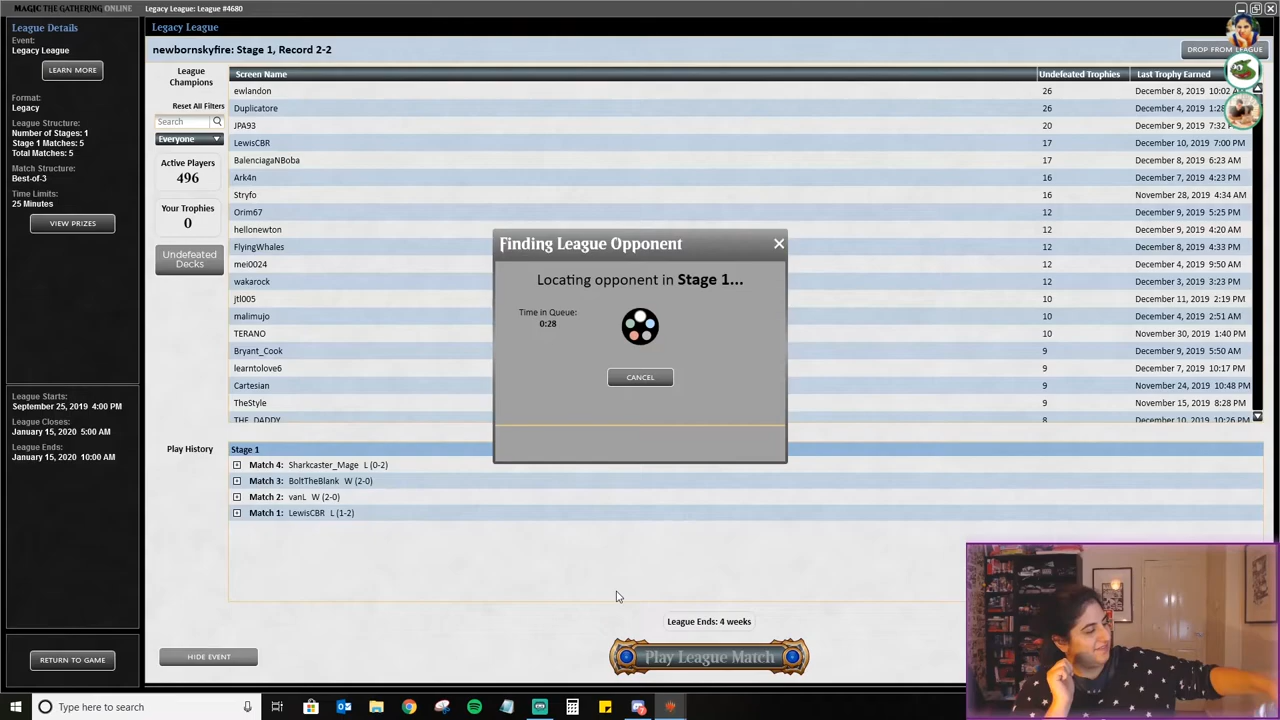 MAGIC THE GATHERING ONLINE
Legacy League: League #4680
League Details
Event:
Legacy League
LEARN MORE
Format:
Legacy
League Structure:
Number of Stages: 1
Stage 1 Matches: 5
Total Matches: 5
Match Structure:
Best-of-3
Time Limits:
25 Minutes
VIEW PRIZES
League Starts:
September 25, 2019 4:00 PM
League Closes:
January 15, 2020 5:00 AM
League Ends:
January 15, 2020 10:00 AM
RETURN TO GAME
Legacy League
newbornskyfire: Stage 1, Record 2-2
DROP FROM LEAGUE
League
Champions
Reset All Filters
Search
Everyone
Active Players
496
Your Trophies
0
Undefeated
Decks
Screen Name Undefeated Trophies Last Trophy Earned
ewlandon 26 December 8, 2019 10:02
Duplicatore 26 December 4, 2019 1:28
JPA93 20 December 9, 2019 7:32
LewisCBR 17 December 10, 2019 7:00 PM
BalenciagaNBoba 17 December 8, 2019 6:23 AM
Ark4n 16 December 7, 2019 4:23 PM
Stryfo 16 November 28, 2019 4:34 AM
Orim67 12 December 9, 2019 5:25 PM
hellonewton 12 December 9, 2019 4:20 AM
FlyingWhales 12 December 8, 2019 4:33 PM
mei0024 12 December 4, 2019 9:50 AM
wakarock 12 December 3, 2019 3:23 PM
jtl005 10 December 11, 2019 2:19 PM
malimujo 10 December 4, 2019 2:51 AM
TERANO 10 November 30, 2019 1:40 PM
Bryant_Cook 9 December 9, 2019 5:50 AM
learntolove6 9 December 7, 2019 10:17 PM
Cartesian 9 November 24, 2019 10:48 PM
TheStyle 9 November 15, 2019 8:28 PM
THE_DADDY 8 December 10, 2019 10:26 PM
Finding League Opponent
Locating opponent in Stage 1...
Time in Queue:
0:28
CANCEL
Play History
Stage 1
Match 4: Sharkcaster_Mage L (0-2)
Match 3: BoltTheBlank W (2-0)
Match 2: vanL W (2-0)
Match 1: LewisCBR L (1-2)
League Ends: 4 weeks
HIDE EVENT
Play League Match
Type here to search